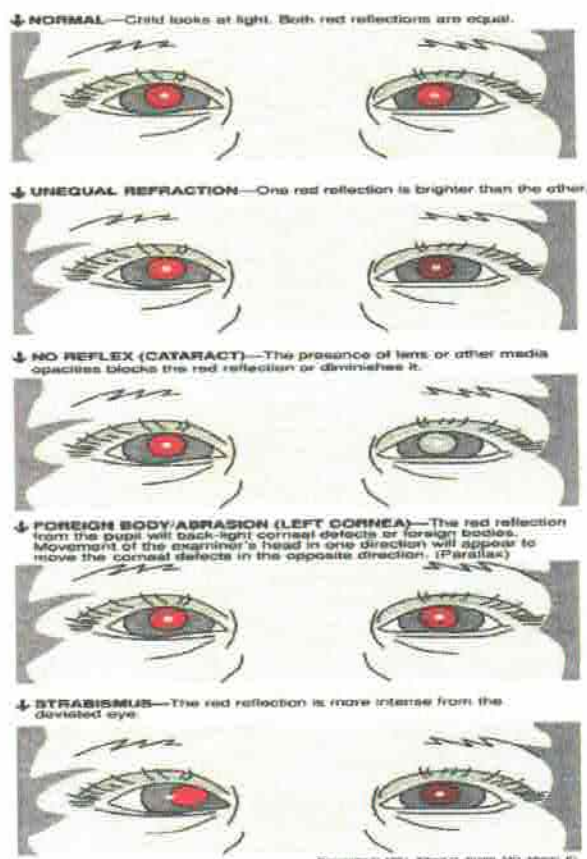 NORMAL—Child looks at light. Both red reflections are equal.
UNEQUAL REFRACTION—One red reflection is brighter than the other.
NO REFLEX (CATARACT)—The presence of lens or other media
opacities blocks the red reflection or diminishes it.
FOREIGN BODY/ABRASION (LEFT CORNEA)—The red reflection
from the pupil will back-light corneal defects or foreign bodies.
Movement of the examiner's head in one direction will appear to
move the corneal defects in the opposite direction. (Parallax)
STRABISMUS—The red reflection is more intense from the
deviated eye.